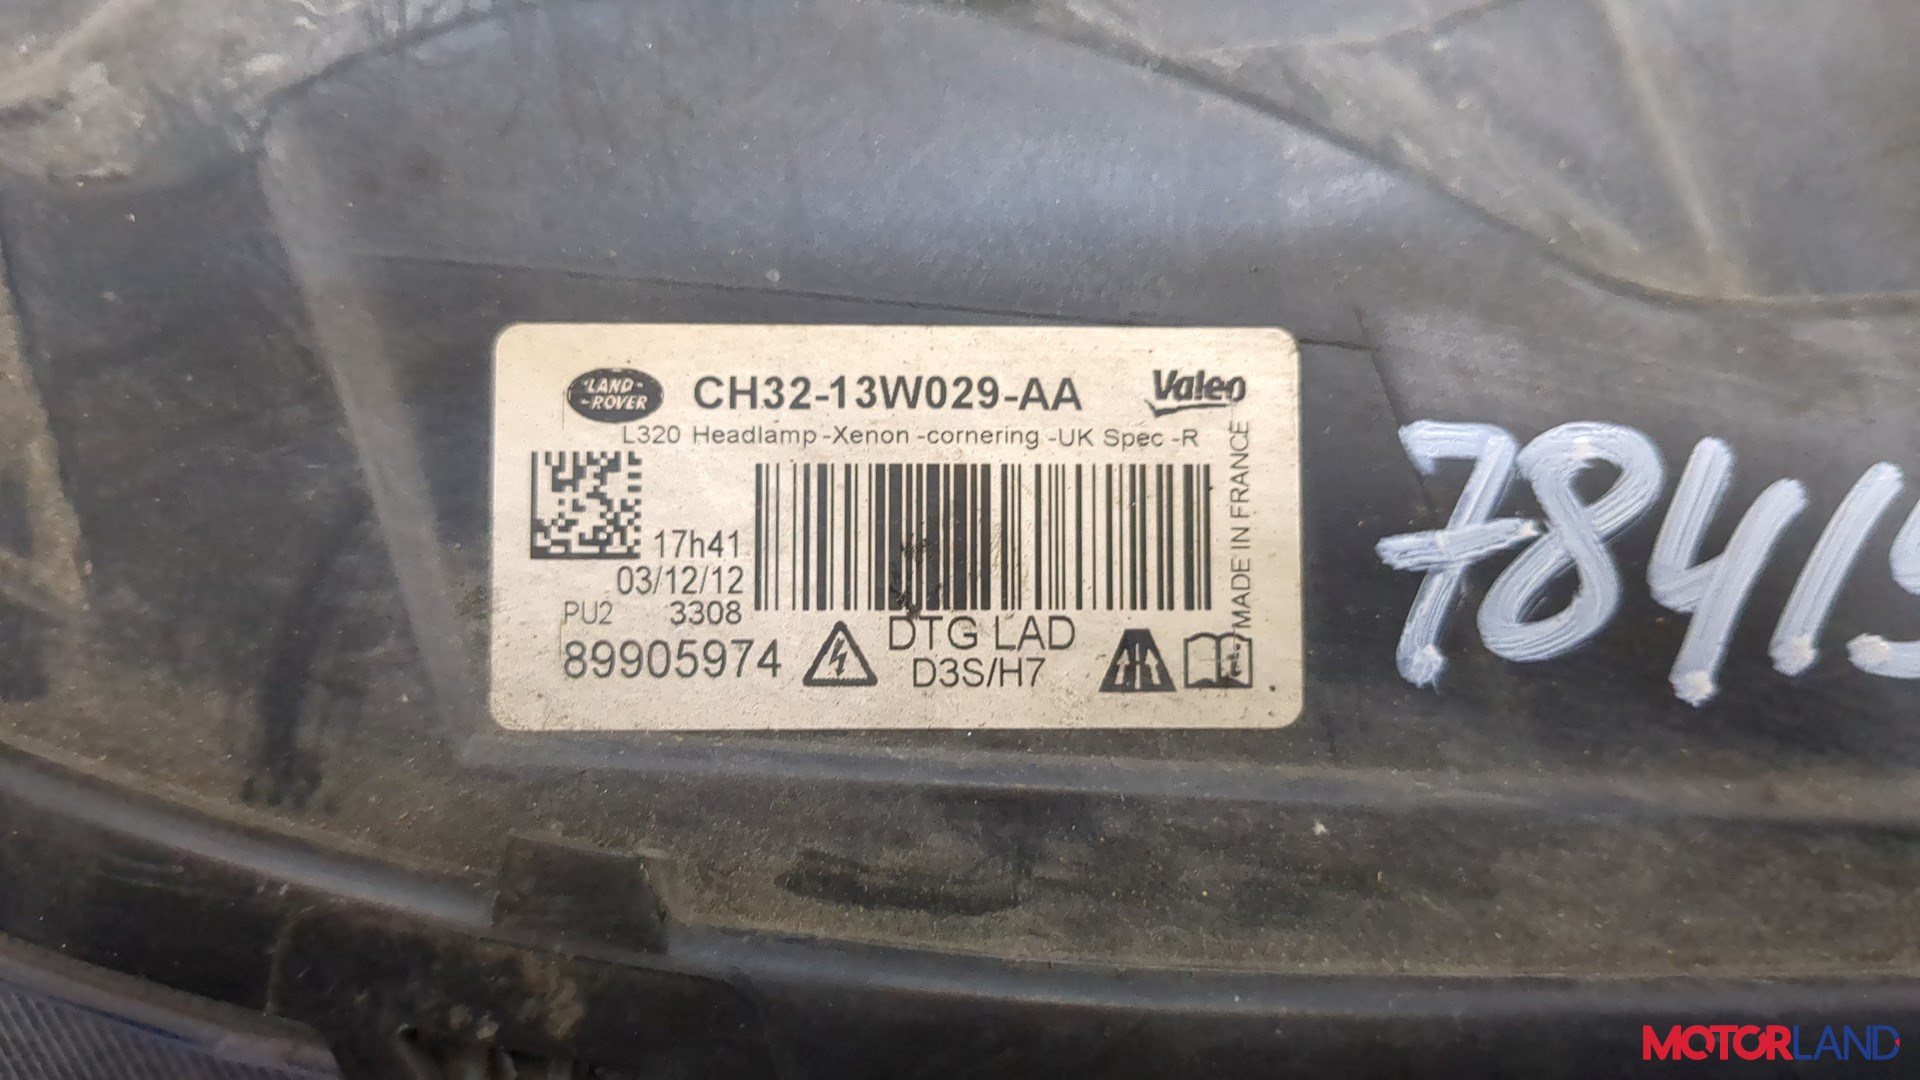 LAND-
-ROVER
CH32-13W029-AA
Valeo
L320 Headlamp -Xenon -cornering -UK Spec -R
17h41
03/12/12
PU2 3308
89905974
DTG LAD
D3S/H7
MADE IN FRANCE
78415
MOTORLAND